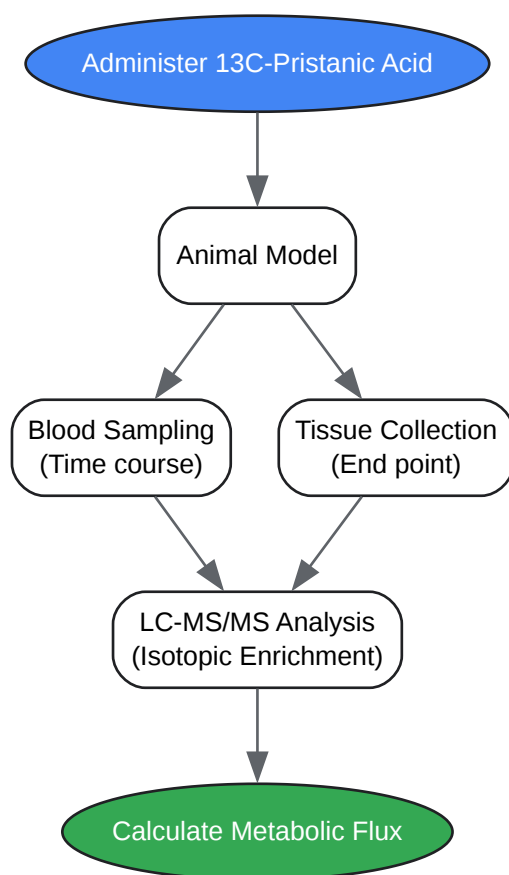 Administer 13C-Pristanic Acid
Animal Model
Blood Sampling
(Time course)
Tissue Collection
(End point)
LC-MS/MS Analysis
(Isotopic Enrichment)
Calculate Metabolic Flux